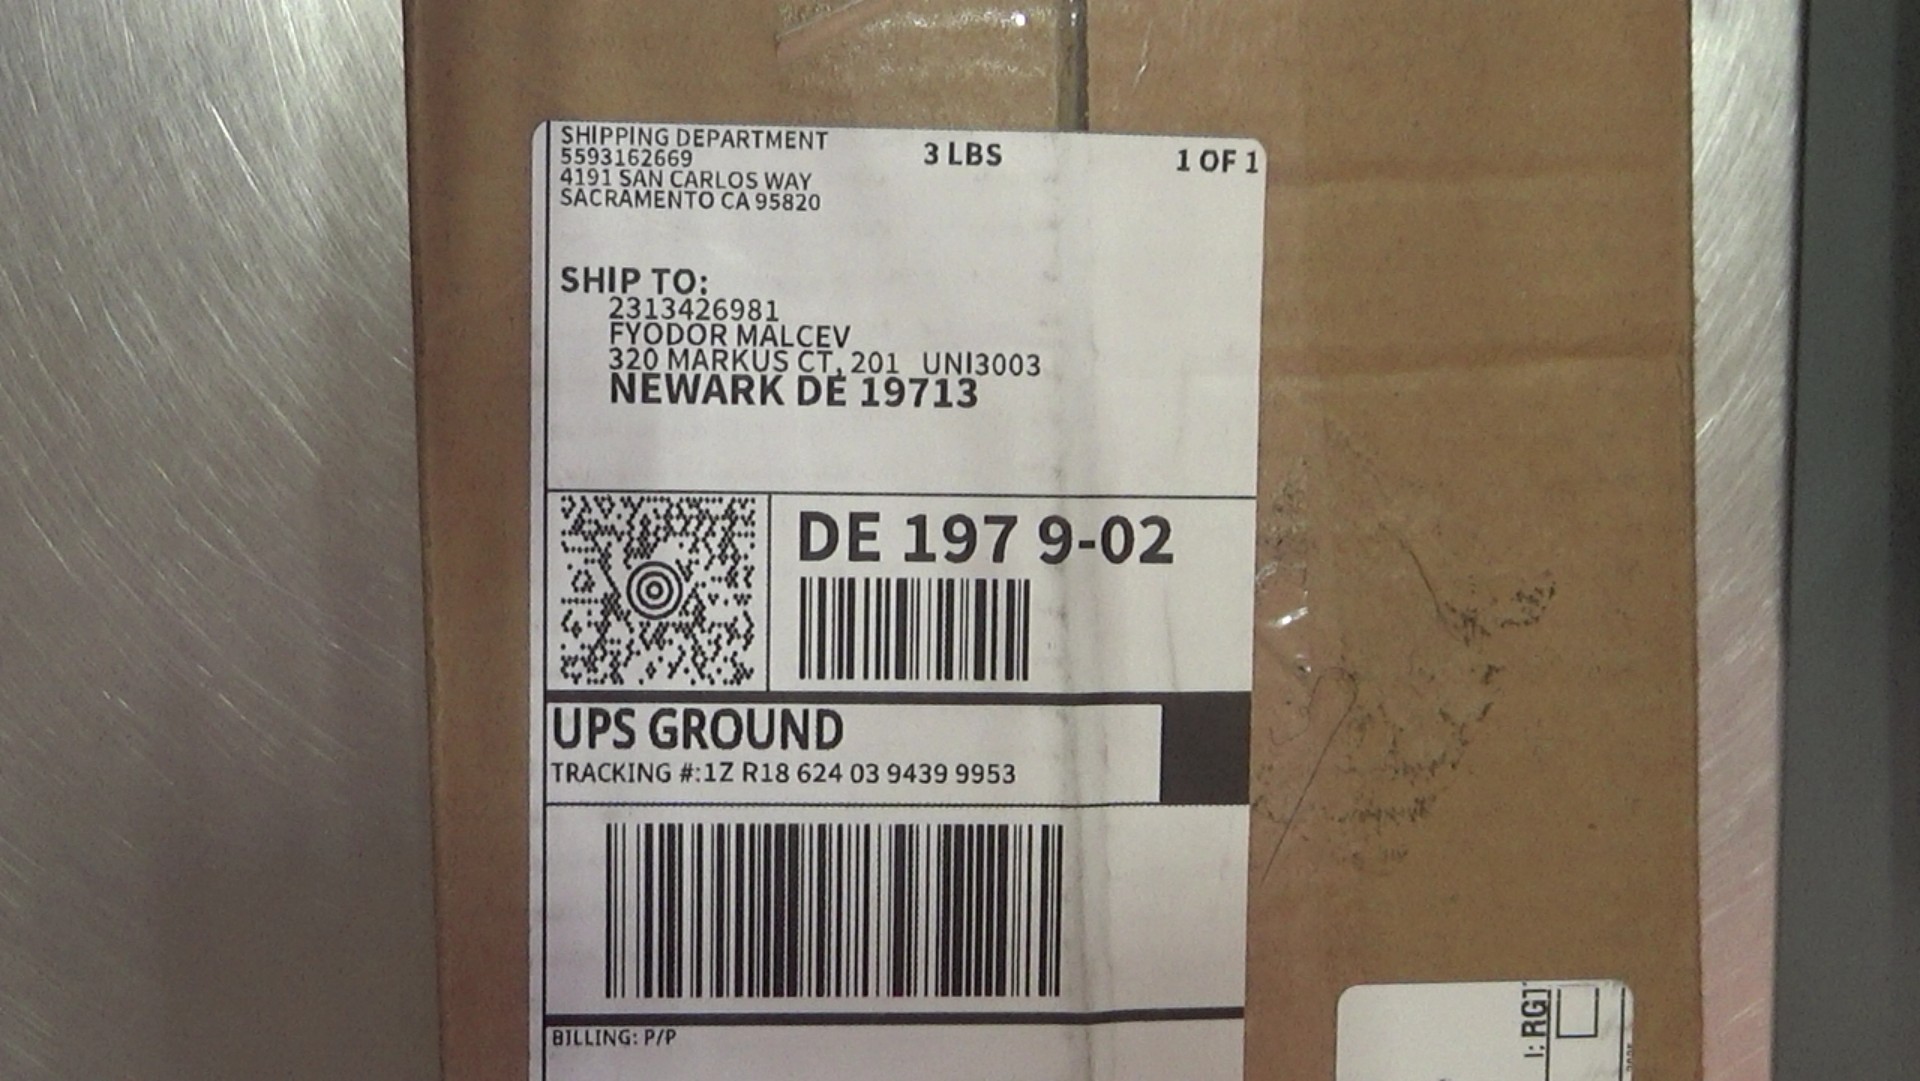 SHIPPING DEPARTMENT
5593162669
4191 SAN CARLOS WAY
SACRAMENTO CA 95820
3 LBS
1 OF 1
SHIP TO:
2313426981
FYODOR MALCEV
320 MARKUS CT, 201 UNI3003
NEWARK DE 19713
DE 197 9-02
UPS GROUND
TRACKING #:1Z R18 624 03 9439 9953
BILLING: P/P